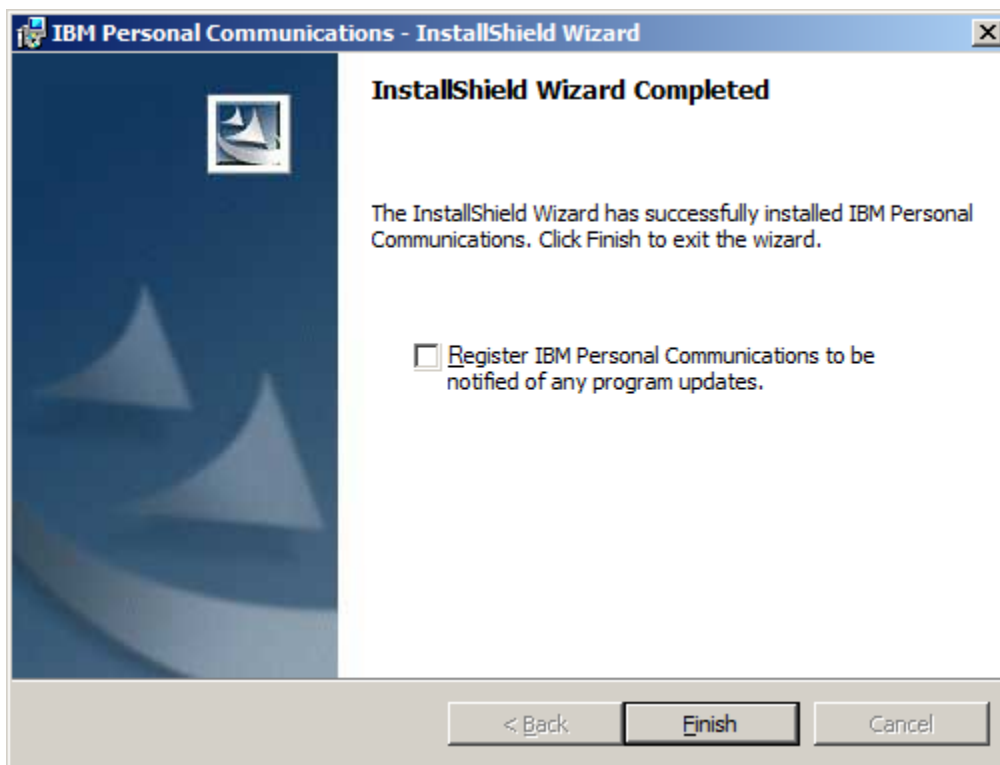 IBM Personal Communications - InstallShield Wizard
InstallShield Wizard Completed
The InstallShield Wizard has successfully installed IBM Personal
Communications. Click Finish to exit the wizard.
Register IBM Personal Communications to be
notified of any program updates.
< Back
Finish
Cancel